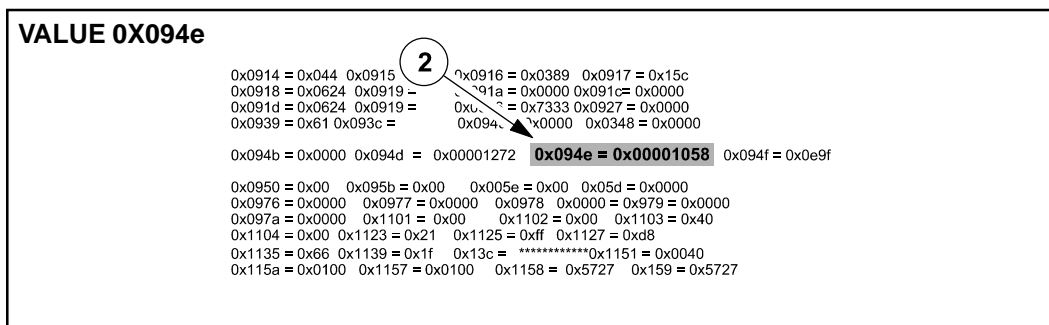 VALUE 0X094e
2
0x0914 = 0x044 0x0915 0x0916 = 0x0389 0x0917 = 0x15c
0x0918 = 0x0624 0x0919 = 091a = 0x0000 0x091c= 0x0000
0x091d = 0x0624 0x0919 = = 0x7333 0x0927 = 0x0000
0x0939 = 0x61 0x093c = 0x0000 0x0348 = 0x0000
0x094b = 0x0000 0x094d = 0x00001272 0x094e = 0x00001058 0x094f = 0x0e9f
0x0950 = 0x00 0x095b = 0x00 0x005e = 0x00 0x05d = 0x0000
0x0976 = 0x0000 0x0977 = 0x0000 0x0978 0x0000 = 0x979 = 0x0000
0x097a = 0x0000 0x1101 = 0x00 0x1102 = 0x00 0x1103 = 0x40
0x1104 = 0x00 0x1123 = 0x21 0x1125 = 0xff 0x1127 = 0xd8
0x1135 = 0x66 0x1139 = 0x1f 0x13c = ************0x1151 = 0x0040
0x115a = 0x0100 0x1157 = 0x0100 0x1158 = 0x5727 0x159 = 0x5727